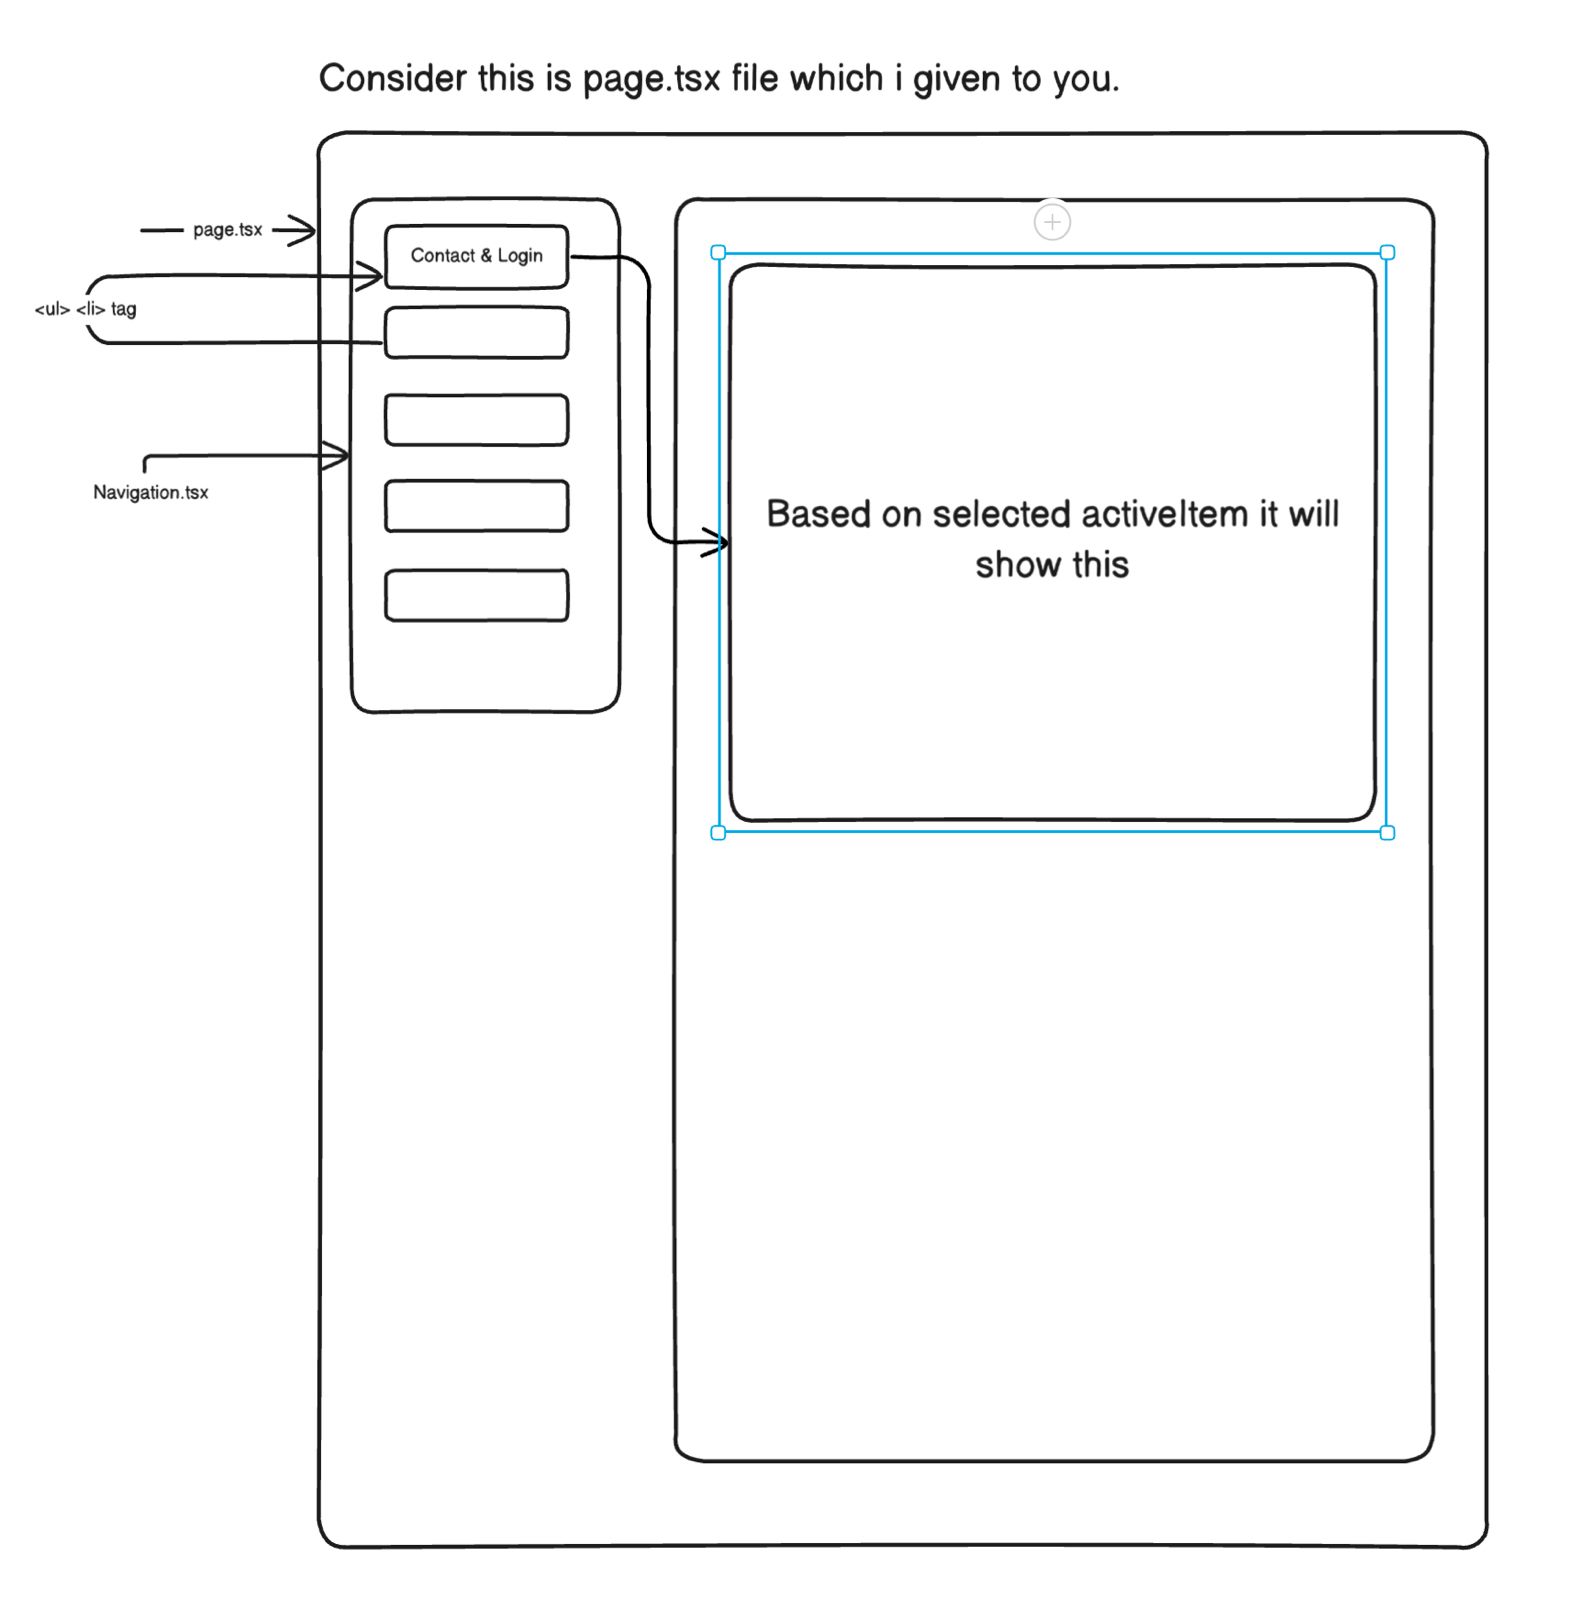 Consider this is page.tsx file which i given to you.
page.tsx
Contact & Login
<ul> <li> tag
Navigation.tsx
Based on selected activeItem it will
show this